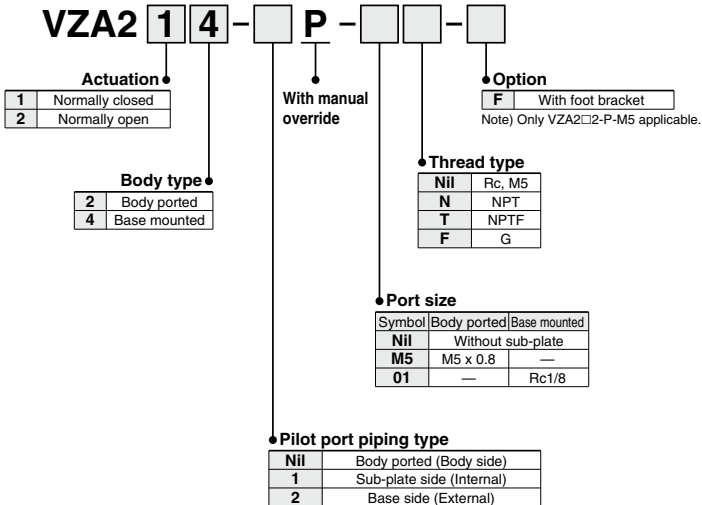 VZA2 1 4 – □ P – □ □ – □
Actuation
1 Normally closed
2 Normally open
With manual
override
Option
F With foot bracket
Note) Only VZA2□2-P-M5 applicable.
Body type
2 Body ported
4 Base mounted
Thread type
Nil Rc, M5
N NPT
T NPTF
F G
Port size
Symbol Body ported Base mounted
Nil Without sub-plate
M5 M5 x 0.8 —
01 — Rc1/8
Pilot port piping type
Nil Body ported (Body side)
1 Sub-plate side (Internal)
2 Base side (External)